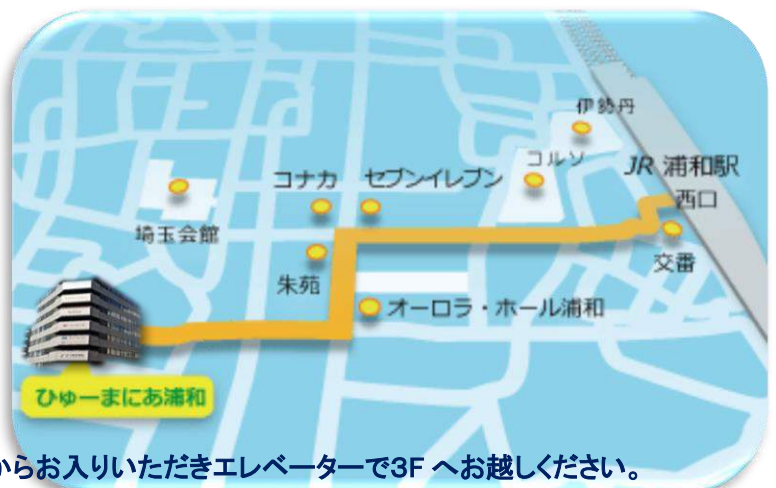 伊勢丹
コルソ
JR 浦和駅
西口
コナカ
セブンイレブン
埼玉会館
交番
朱苑
オーロラ・ホール浦和
ひゅーまにあ浦和
からお入りいただきエレベーターで3F へお越しください。